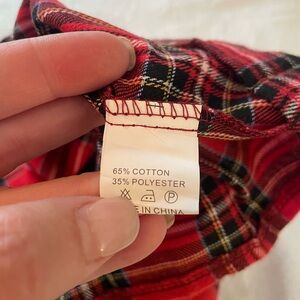 65% COTTON
35% POLYESTER
Ⓟ
IN CHINA